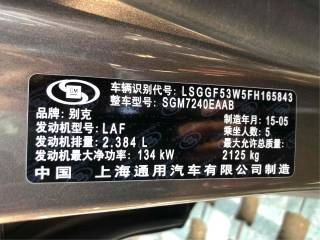 车辆识别代号: LSGGF53W5FH165843
整车型号: SGM7240EAAB
品牌: 别克 制造年月: 15-05
发动机型号: LAF 乘坐人数: 5
发动机排量: 2.384 L 最大允许总质量:
发动机最大净功率: 134 kW 2125 kg
中国 上海通用汽车有限公司制造